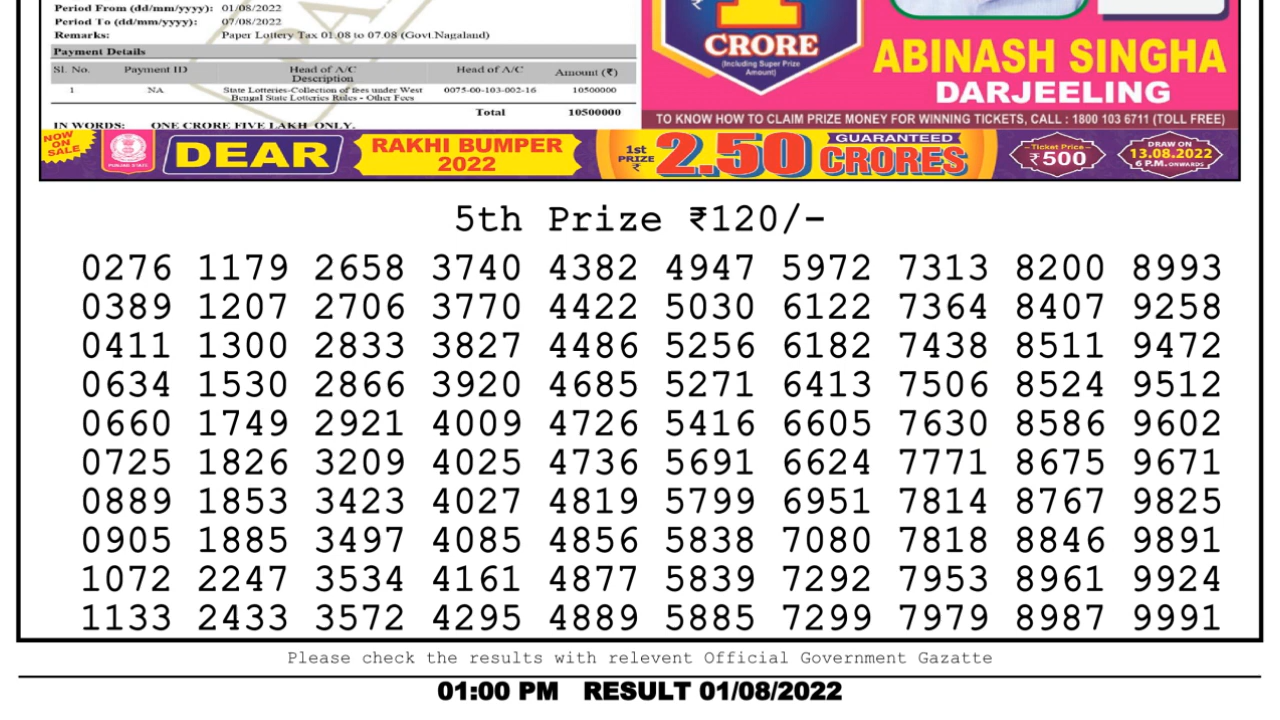 Period From (dd/mm/yyyy): 01/08/2022
Period To (dd/mm/yyyy): 07/08/2022
Remarks: Paper Lottery Tax 01.08 to 07.08 (Govt.Nagaland)
Payment Details
Sl. No. Payment ID Head of A/C Description Head of A/C Amount (₹)
1 NA State Lotteries-Collection of fees under West 0075-00-103-002-16 10500000
Bengal State Lotteries Rules - Other Fees
Total 10500000
IN WORDS: ONE CRORE FIVE LAKH ONLY.
₹ 1
CRORE
(Including Super Prize
Amount)
ABINASH SINGHA
DARJEELING
TO KNOW HOW TO CLAIM PRIZE MONEY FOR WINNING TICKETS, CALL : 1800 103 6711 (TOLL FREE)
NOW ON SALE
DEAR
RAKHI BUMPER
2022
1st PRIZE ₹
2.50
GUARANTEED
CRORES
Ticket Price
₹500
DRAW ON
13.08.2022
6 P.M. ONWARDS
5th Prize ₹120/-
0276 1179 2658 3740 4382 4947 5972 7313 8200 8993
0389 1207 2706 3770 4422 5030 6122 7364 8407 9258
0411 1300 2833 3827 4486 5256 6182 7438 8511 9472
0634 1530 2866 3920 4685 5271 6413 7506 8524 9512
0660 1749 2921 4009 4726 5416 6605 7630 8586 9602
0725 1826 3209 4025 4736 5691 6624 7771 8675 9671
0889 1853 3423 4027 4819 5799 6951 7814 8767 9825
0905 1885 3497 4085 4856 5838 7080 7818 8846 9891
1072 2247 3534 4161 4877 5839 7292 7953 8961 9924
1133 2433 3572 4295 4889 5885 7299 7979 8987 9991
Please check the results with relevent Official Government Gazatte
01:00 PM RESULT 01/08/2022